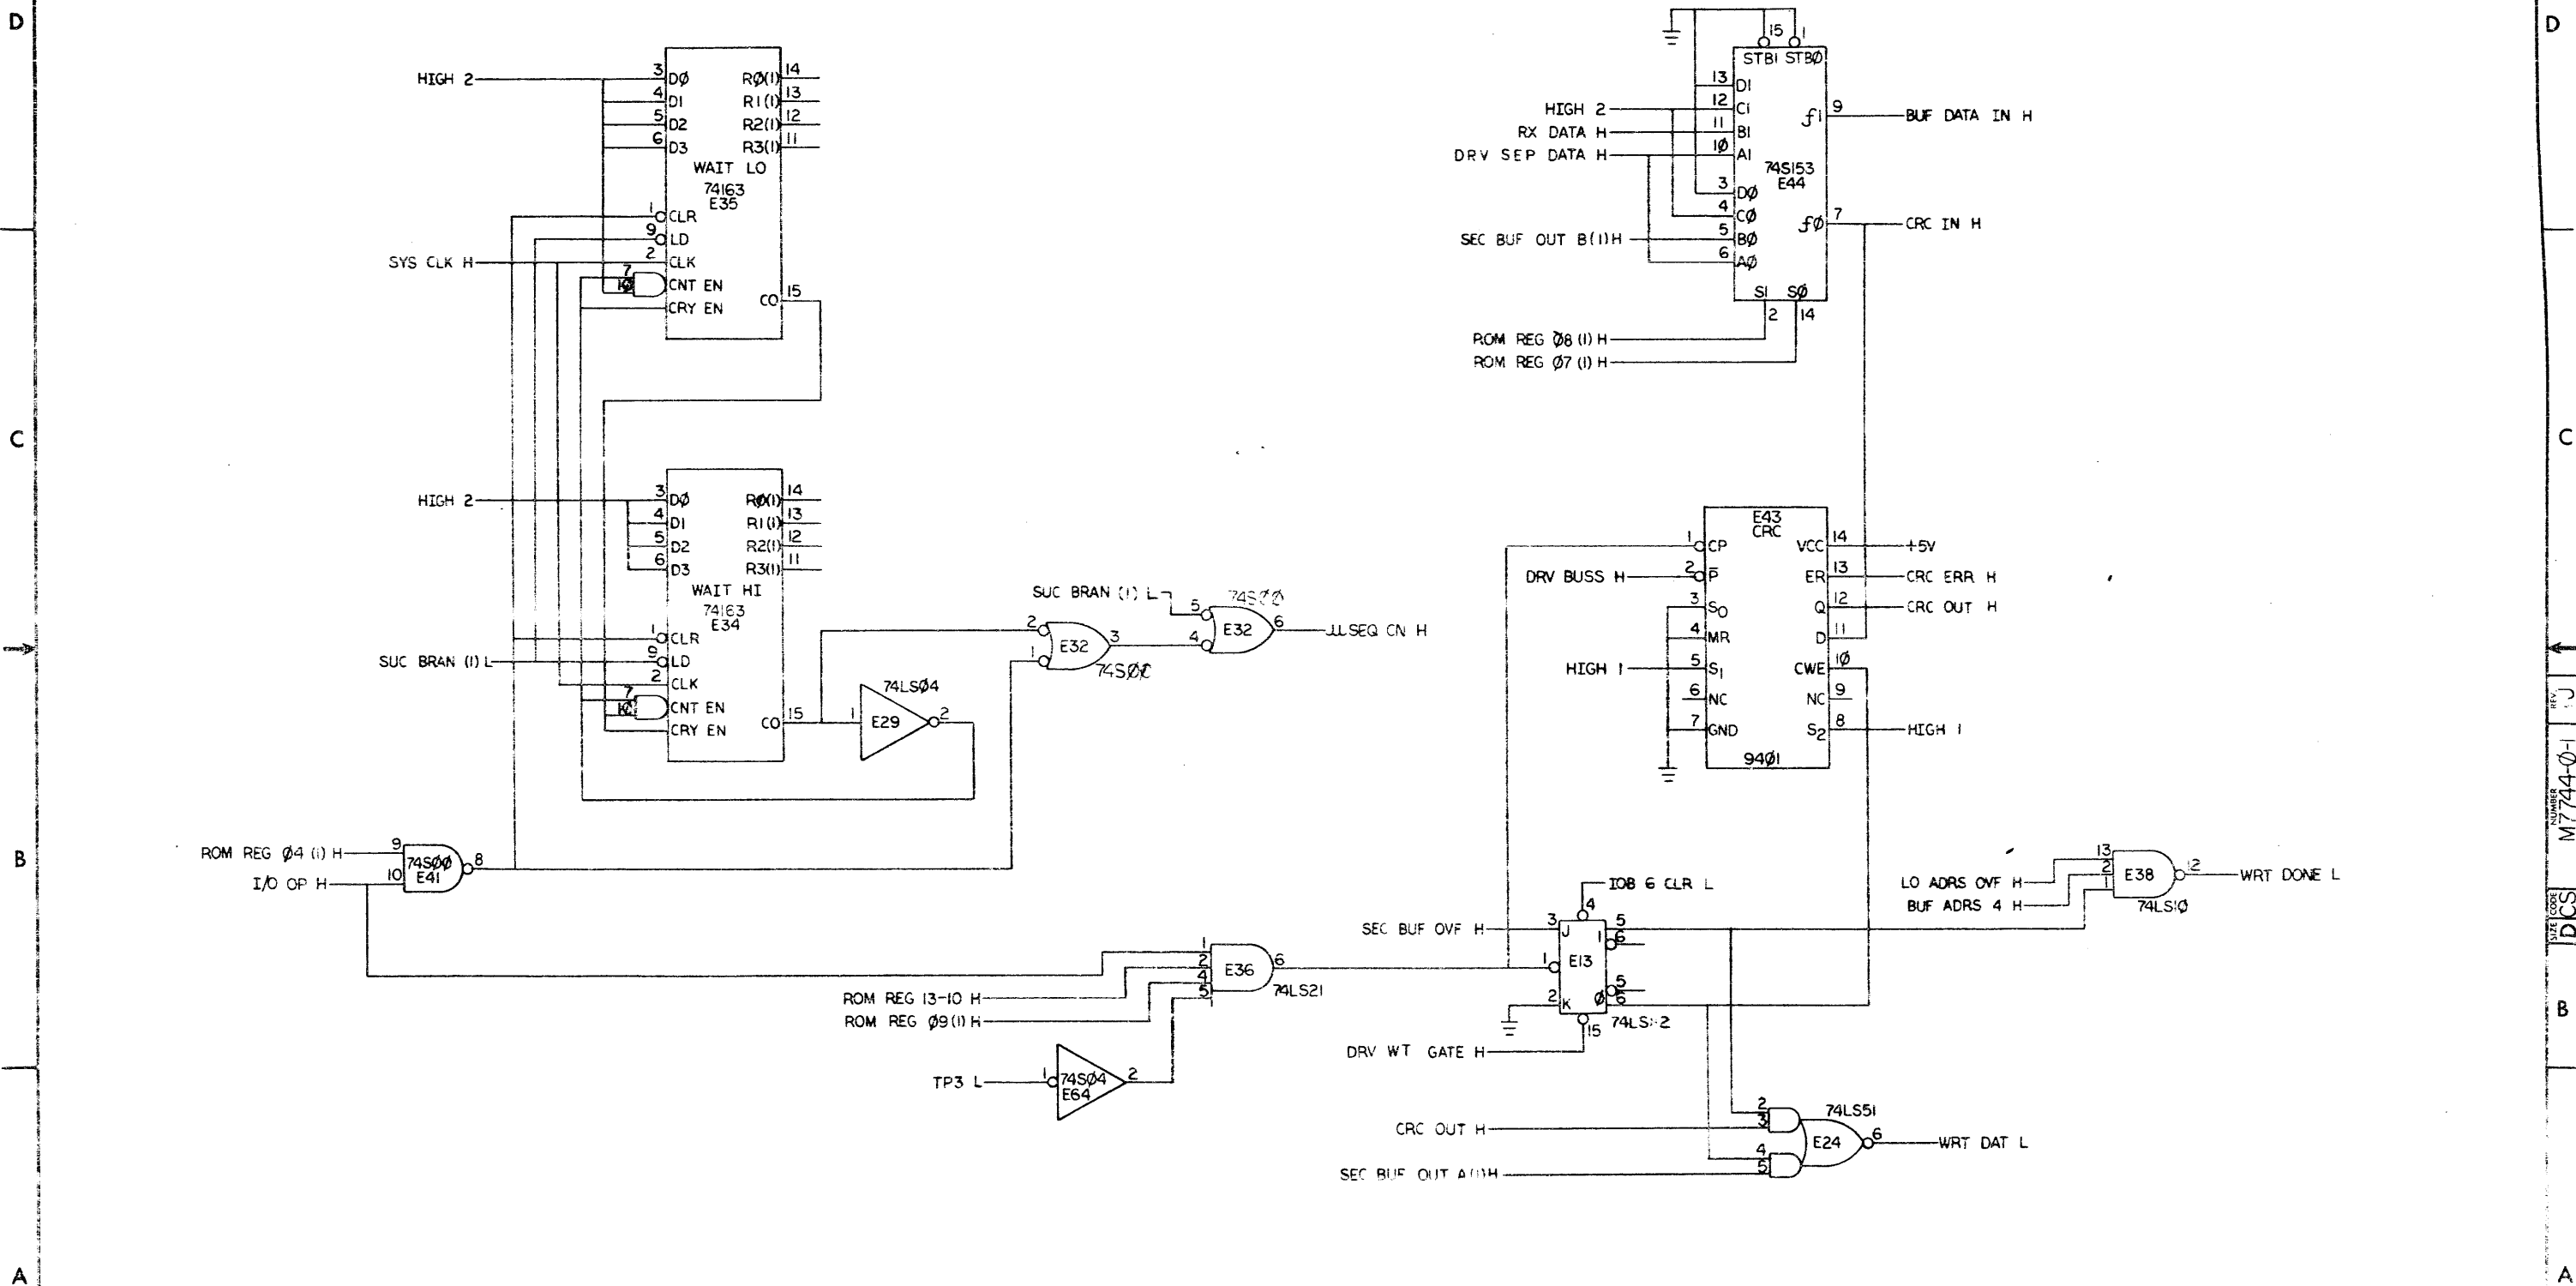 D
D
HIGH 2
3 DØ
4 D1
5 D2
6 D3
RØ(1) 14
R1(1) 13
R2(1) 12
R3(1) 11
WAIT LO
74163
E35
1 CLR
9 LD
SYS CLK H
2 CLK
7
CNT EN
CRY EN
CO 15
15 1
STB1 STBØ
13 D1
HIGH 2
12 C1
RX DATA H
11 B1
DRV SEP DATA H
1Ø A1
74S153
E44
3 DØ
4 CØ
SEC BUF OUT B(1)H
5 BØ
6 AØ
f1 9
BUF DATA IN H
fØ 7
CRC IN H
S1 SØ
2 14
ROM REG Ø8 (1) H
ROM REG Ø7 (1) H
C
C
HIGH 2
3 DØ
4 D1
5 D2
6 D3
RØ(1) 14
R1(1) 13
R2(1) 12
R3(1) 11
WAIT HI
74163
E34
1 CLR
SUC BRAN (1) L
9 LD
2 CLK
7
CNT EN
CRY EN
CO 15
74LSØ4
1 E29 2
SUC BRAN (1) L
2
1
E32
3
74SØØ
5
4
74SØØ
E32
6
SEQ CN H
E43
CRC
1 CP
DRV BUSS H
2 P̅
3 S0
4 MR
HIGH 1
5 S1
6 NC
7 GND
94Ø1
VCC 14
+5V
ER 13
CRC ERR H
Q 12
CRC OUT H
D 11
CWE 1Ø
NC 9
S2 8
HIGH 1
REV
J
NUMBER
M7744-Ø-1
CODE
CS
SIZE
D
B
B
ROM REG Ø4 (1) H
9
I/O OP H
10
74SØØ
E41
8
1
2
4
5
E36
6
74LS21
ROM REG 13-10 H
ROM REG Ø9(1) H
TP3 L
1
74SØ4
E64
2
IOB 6 CLR L
4
SEC BUF OVF H
3 J
1
E13
2 K
1 5
6
5
Ø 6
15
DRV WT GATE H
LO ADRS OVF H
BUF ADRS 4 H
13
2
1
E38
12
WRT DONE L
74LS1Ø
CRC OUT H
2
3
SEC BUF OUT A(1)H
4
5
74LS51
E24
6
WRT DAT L
A
A